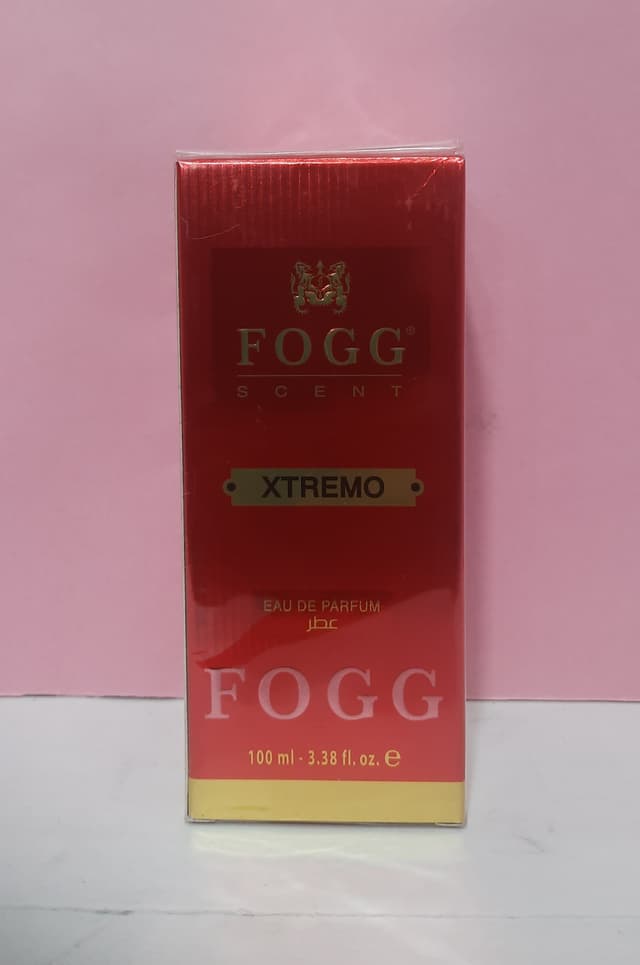 FOGG®
SCENT
XTREMO
EAU DE PARFUM
عطر
FOGG
100 ml - 3.38 fl. oz. ℮